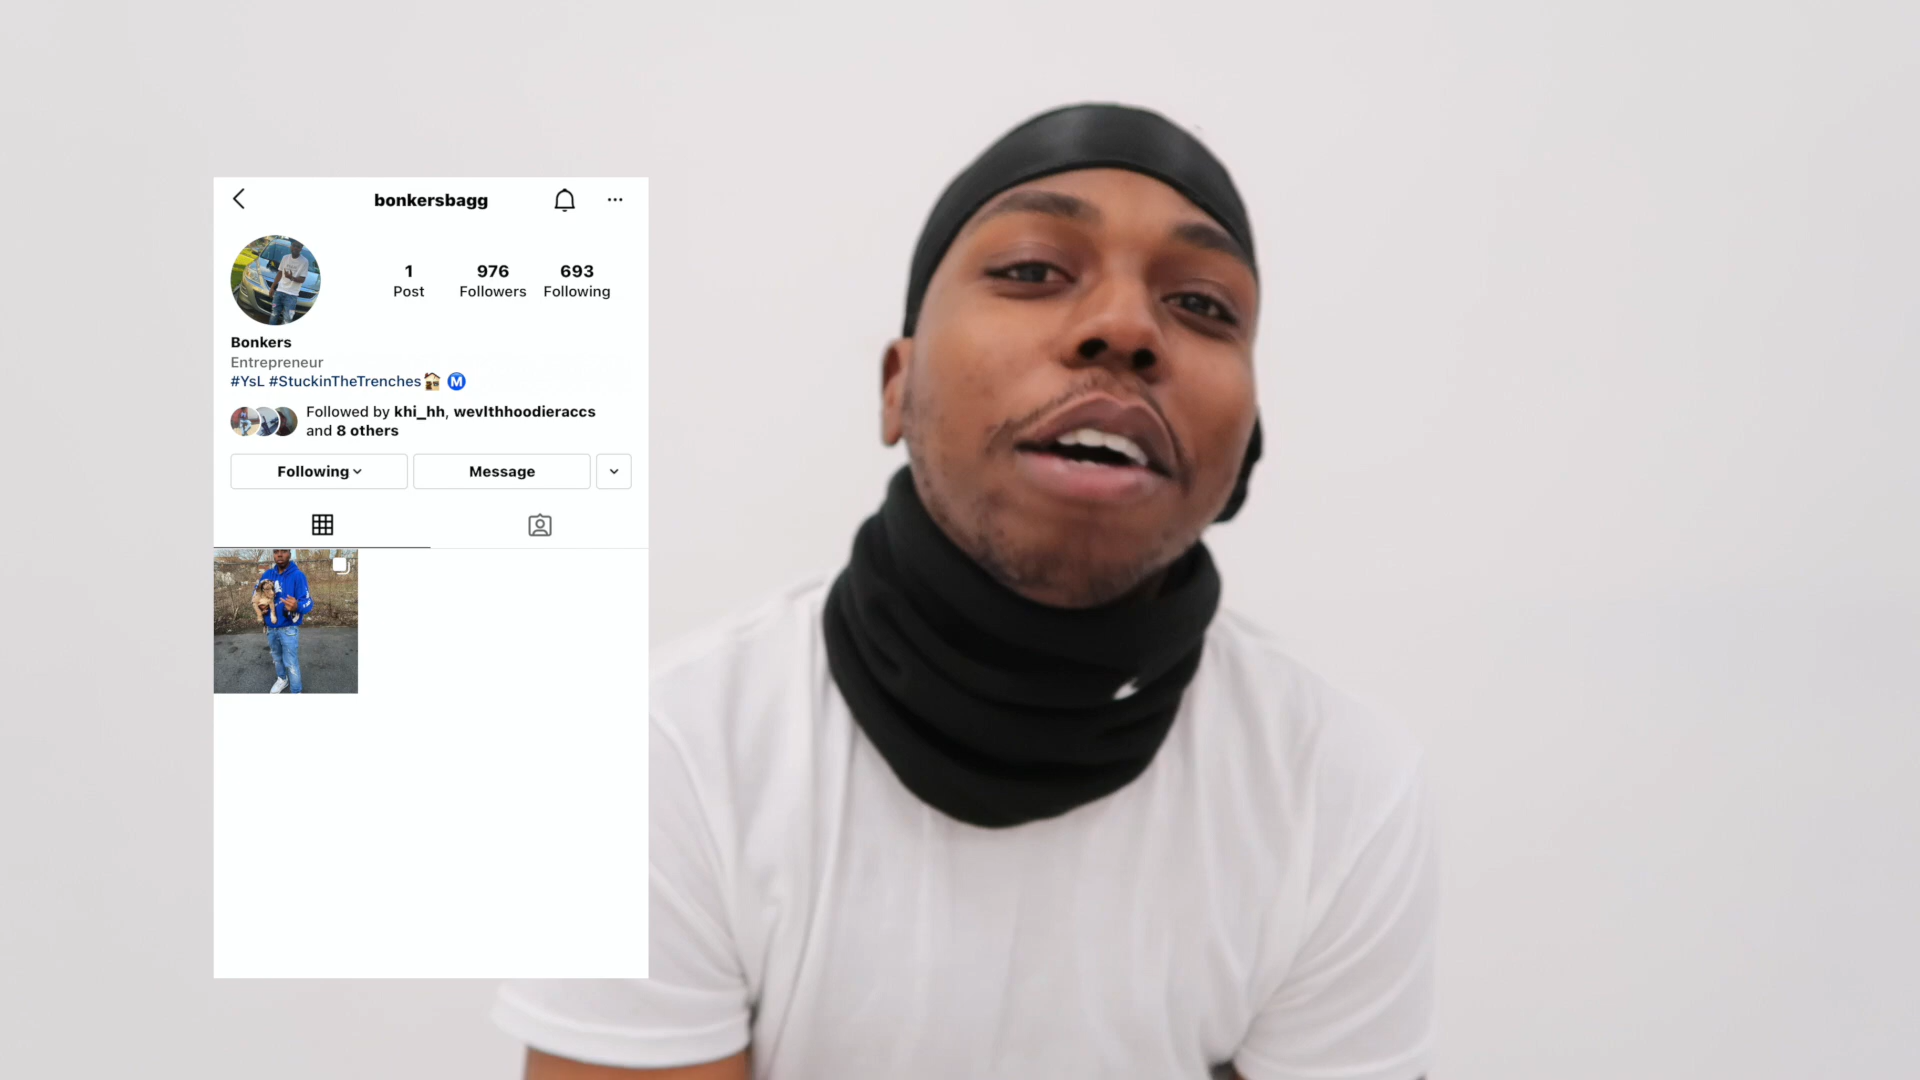 bonkersbagg
1 976 693
Post Followers Following
Bonkers
Entrepreneur
#YsL #StuckinTheTrenches🏚️ Ⓜ️
Followed by khi_hh, wevlthhoodieraccs
and 8 others
Following Message